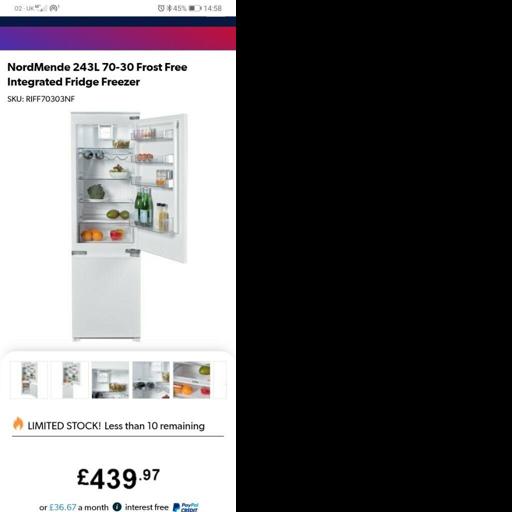 O2 - UK 45% 14:58
NordMende 243L 70-30 Frost Free
Integrated Fridge Freezer
SKU: RIFF70303NF
LIMITED STOCK! Less than 10 remaining
£439.97
or £36.67 a month i interest free PayPal CREDIT